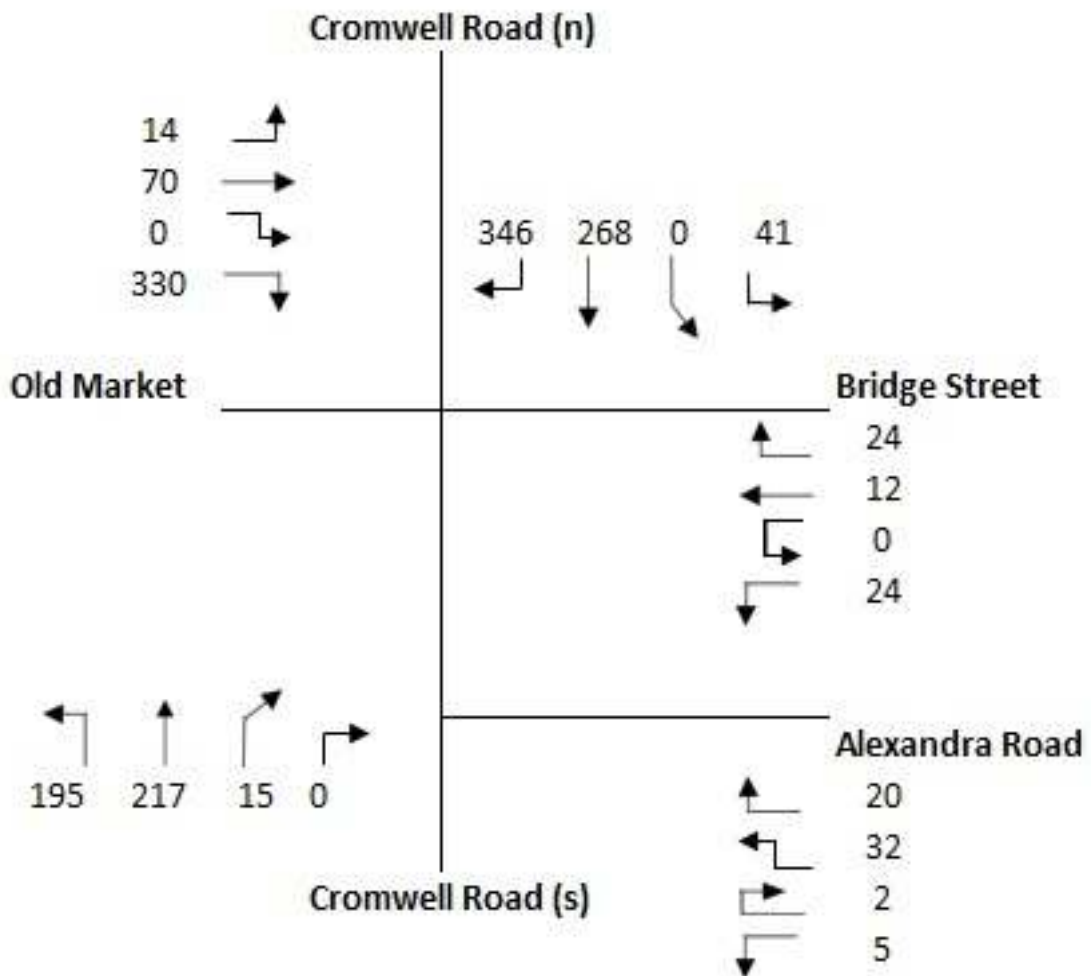 Cromwell Road (n)
14
70
0
330
346 268 0 41
Old Market
Bridge Street
24
12
0
24
195 217 15 0
Alexandra Road
20
32
2
5
Cromwell Road (s)